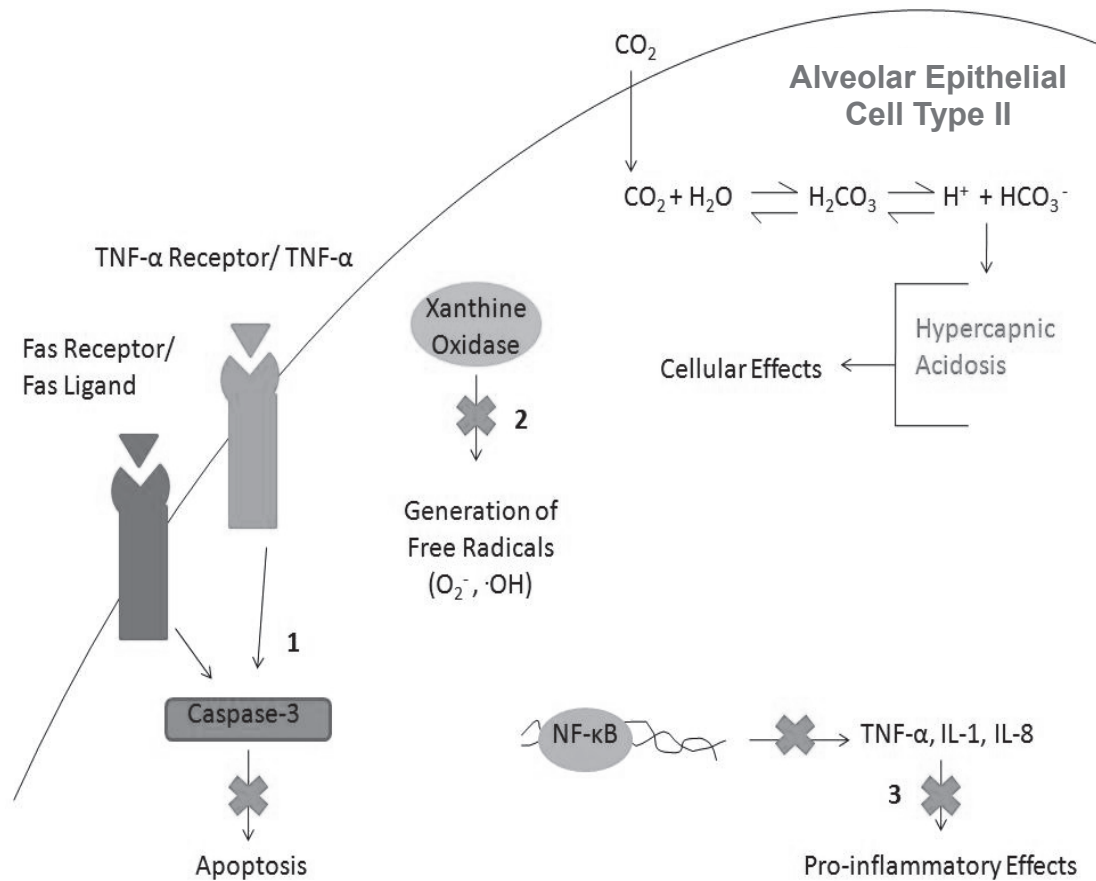 CO₂
Alveolar Epithelial
Cell Type II
CO₂ + H₂O H₂CO₃ H⁺ + HCO₃⁻
TNF-α Receptor/ TNF-α
Xanthine
Oxidase
Hypercapnic
Acidosis
Fas Receptor/
Fas Ligand
Cellular Effects
2
Generation of
Free Radicals
(O₂⁻, ·OH)
1
Caspase-3
NF-κB
TNF-α, IL-1, IL-8
3
Apoptosis
Pro-inflammatory Effects